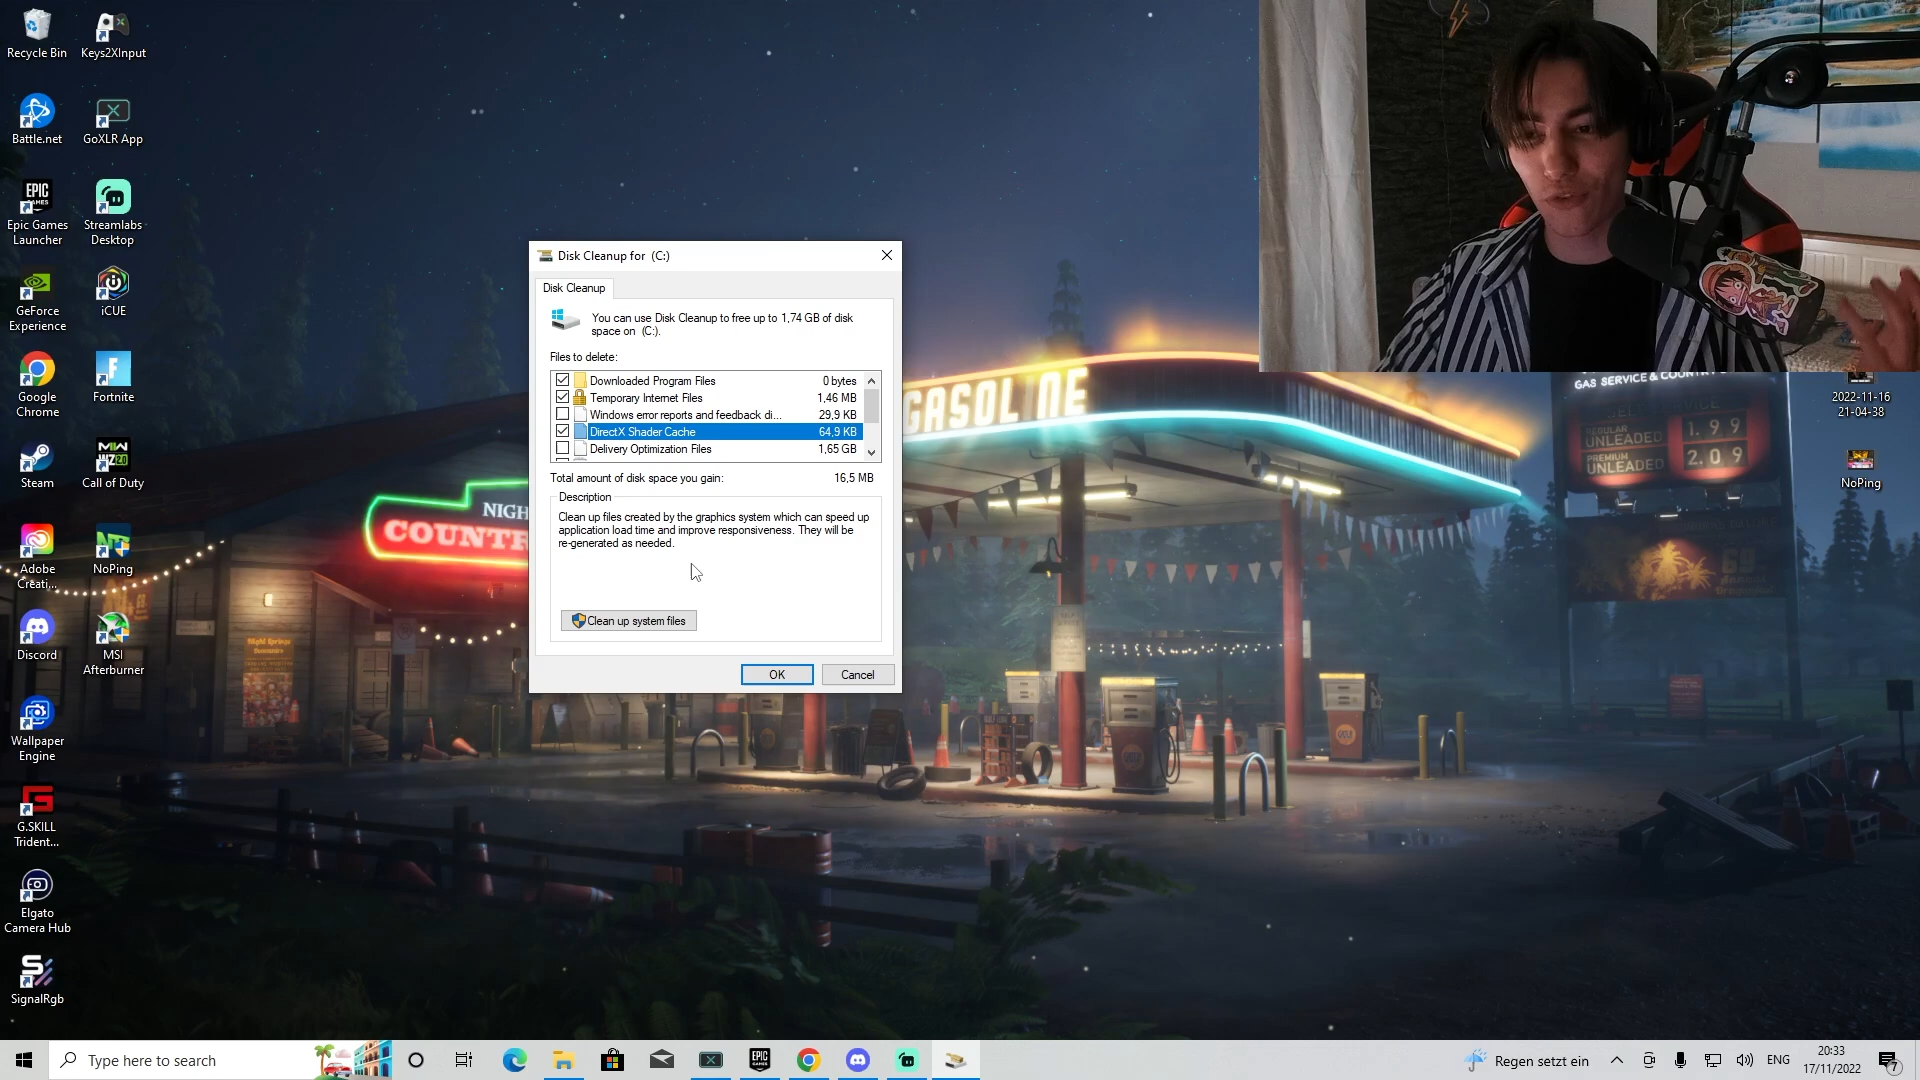 Recycle Bin
Keys2XInput
Battle.net
GoXLR App
EPIC
GAMES
Epic Games
Launcher
Streamlabs
Desktop
GeForce
Experience
iCUE
Google
Chrome
Fortnite
Steam
Call of Duty
Adobe
Creati...
NoPing
Discord
MSI
Afterburner
Wallpaper
Engine
G.SKILL
Trident...
Elgato
Camera Hub
SignalRgb
Disk Cleanup for (C:)
Disk Cleanup
You can use Disk Cleanup to free up to 1,74 GB of disk
space on (C:).
Files to delete:
Downloaded Program Files 0 bytes
Temporary Internet Files 1,46 MB
Windows error reports and feedback di... 29,9 KB
DirectX Shader Cache 64,9 KB
Delivery Optimization Files 1,65 GB
Total amount of disk space you gain: 16,5 MB
Description
Clean up files created by the graphics system which can speed up
application load time and improve responsiveness. They will be
re-generated as needed.
Clean up system files
OK
Cancel
NIGH
COUNTR
GASOLINE
GAS SERVICE & COUNTR
REGULAR
UNLEADED
1.99
PREMIUM
UNLEADED
2.09
69
2022-11-16
21-04-38
NoPing
Type here to search
EPIC
Regen setzt ein
ENG
20:33
17/11/2022
7